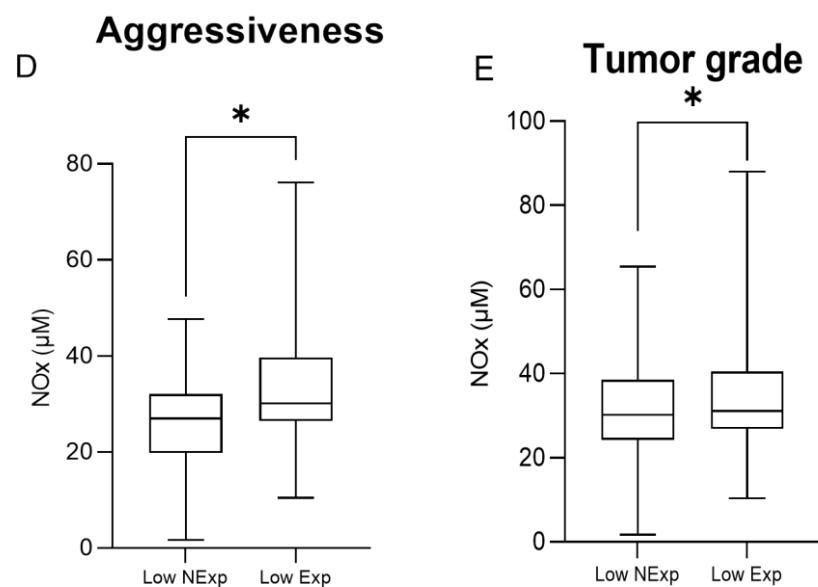 D
Aggressiveness
*
80
60
40
20
0
NOx (µM)
Low NExp
Low Exp
E
Tumor grade
*
100
80
60
40
20
0
NOx (µM)
Low NExp
Low Exp